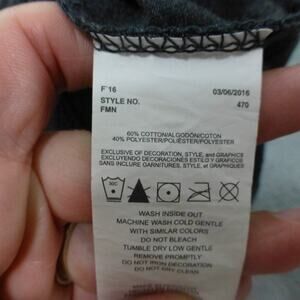 F'16 03/06/2016
STYLE NO. 470
FMN
60% COTTON/ALGODÓN/COTON
40% POLYESTER/POLIÉSTER/POLYESTER
EXCLUSIVE OF DECORATION, STYLE, and GRAPHICS
EXCLUYENDO DECORACIONES ESTILO Y GRAFICOS
SANS INCLURE GARNITURES, STYLE, et GRAPHIQUES
30C
WASH INSIDE OUT
MACHINE WASH COLD GENTLE
WITH SIMILAR COLORS
DO NOT BLEACH
TUMBLE DRY LOW GENTLE
REMOVE PROMPTLY
DO NOT IRON DECORATION
DO NOT DRY CLEAN